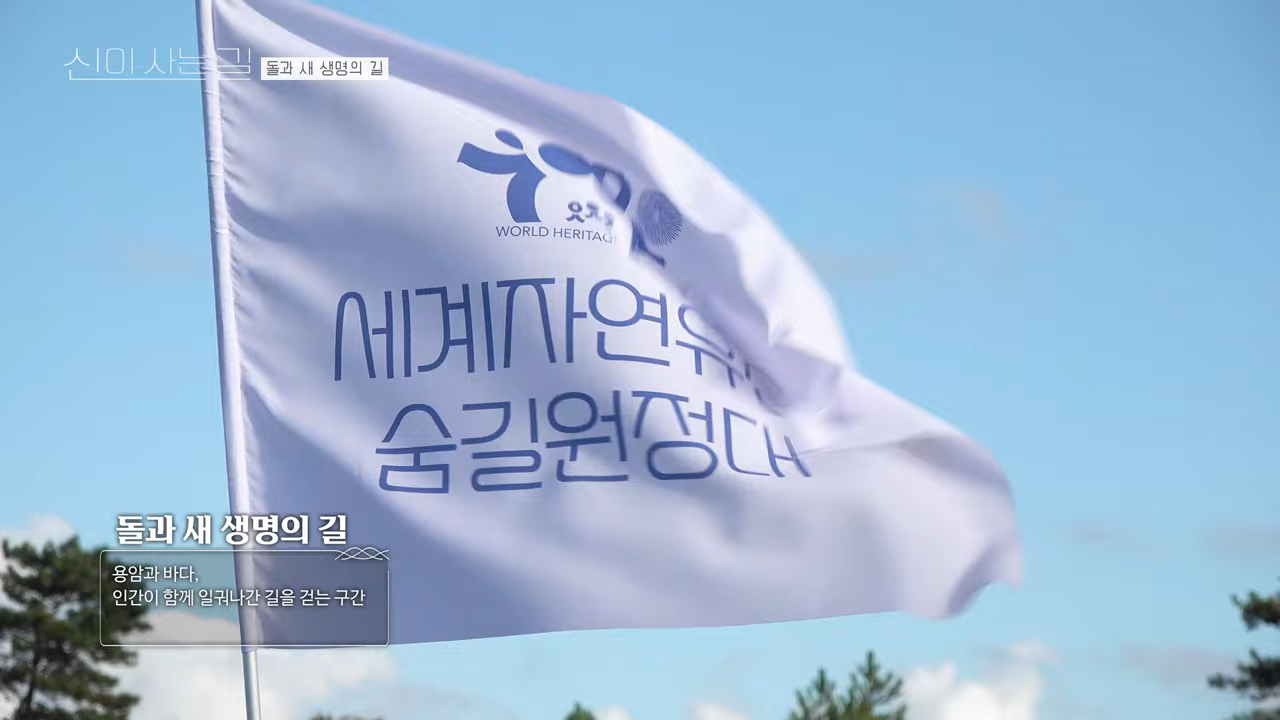 신이 사는 길
돌과 새 생명의 길
WORLD HERITAG
세계자연유
숨길원정대
돌과 새 생명의 길
용암과 바다,
인간이 함께 일궈나간 길을 걷는 구간